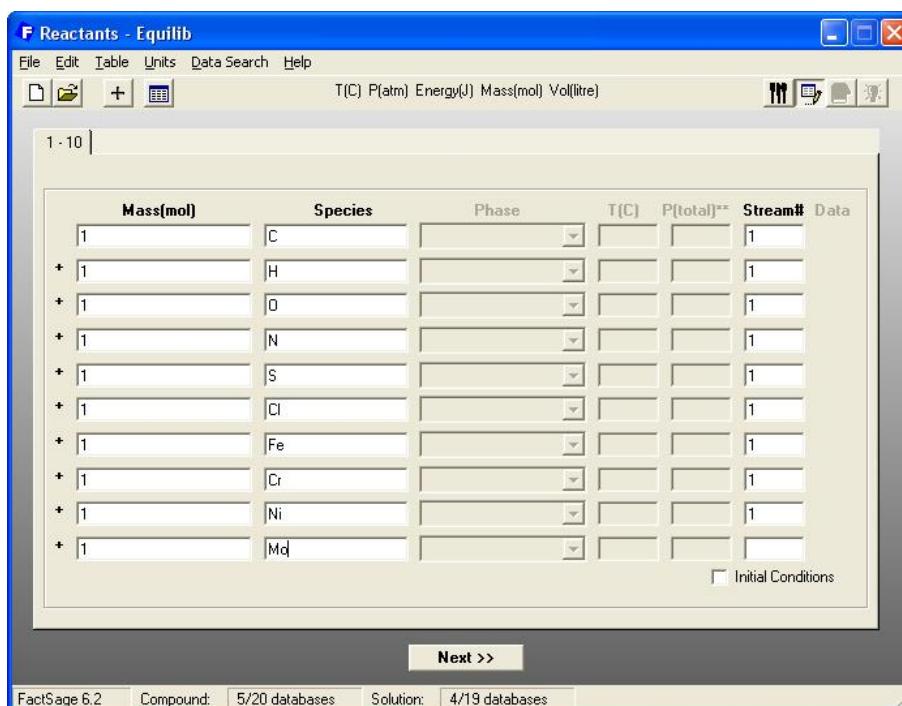 F Reactants - Equilib
File Edit Table Units Data Search Help
T(C) P(atm) Energy(J) Mass(mol) Vol(litre)
1 - 10
Mass(mol) Species Phase T(C) P(total)** Stream# Data
1 C 1
+ 1 H 1
+ 1 O 1
+ 1 N 1
+ 1 S 1
+ 1 Cl 1
+ 1 Fe 1
+ 1 Cr 1
+ 1 Ni 1
+ 1 Mo
Initial Conditions
Next >>
FactSage 6.2 Compound: 5/20 databases Solution: 4/19 databases